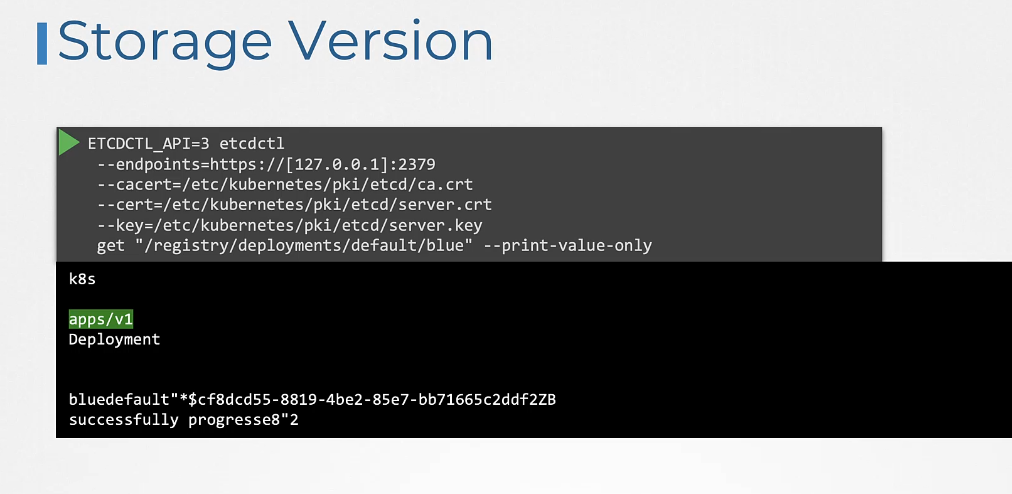 Storage Version
ETCDCTL_API=3 etcdctl
--endpoints=https://[127.0.0.1]:2379
--cacert=/etc/kubernetes/pki/etcd/ca.crt
--cert=/etc/kubernetes/pki/etcd/server.crt
--key=/etc/kubernetes/pki/etcd/server.key
get "/registry/deployments/default/blue" --print-value-only
k8s
apps/v1
Deployment
bluedefault"*$cf8dcd55-8819-4be2-85e7-bb71665c2ddf2ZB
successfully progresse8"2